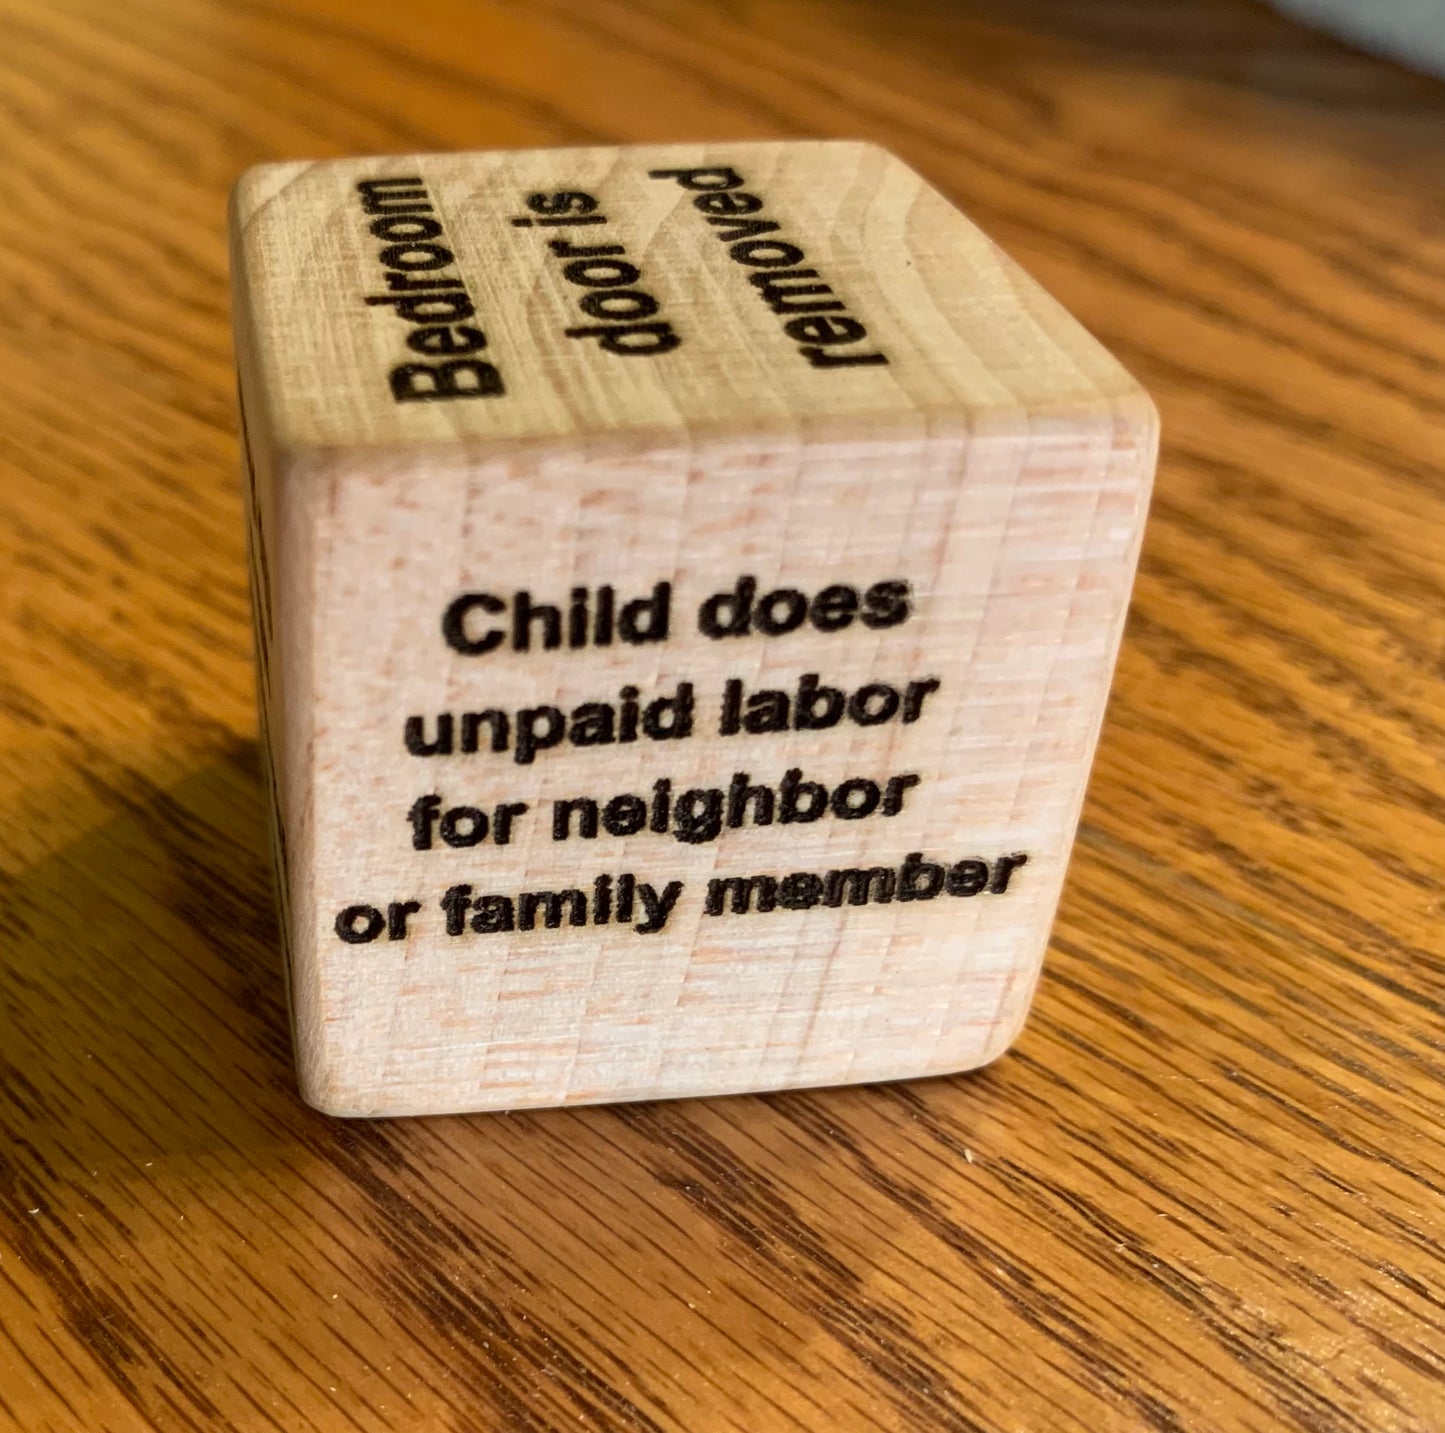 Bedroom
door is
removed
Child does
unpaid labor
for neighbor
or family member